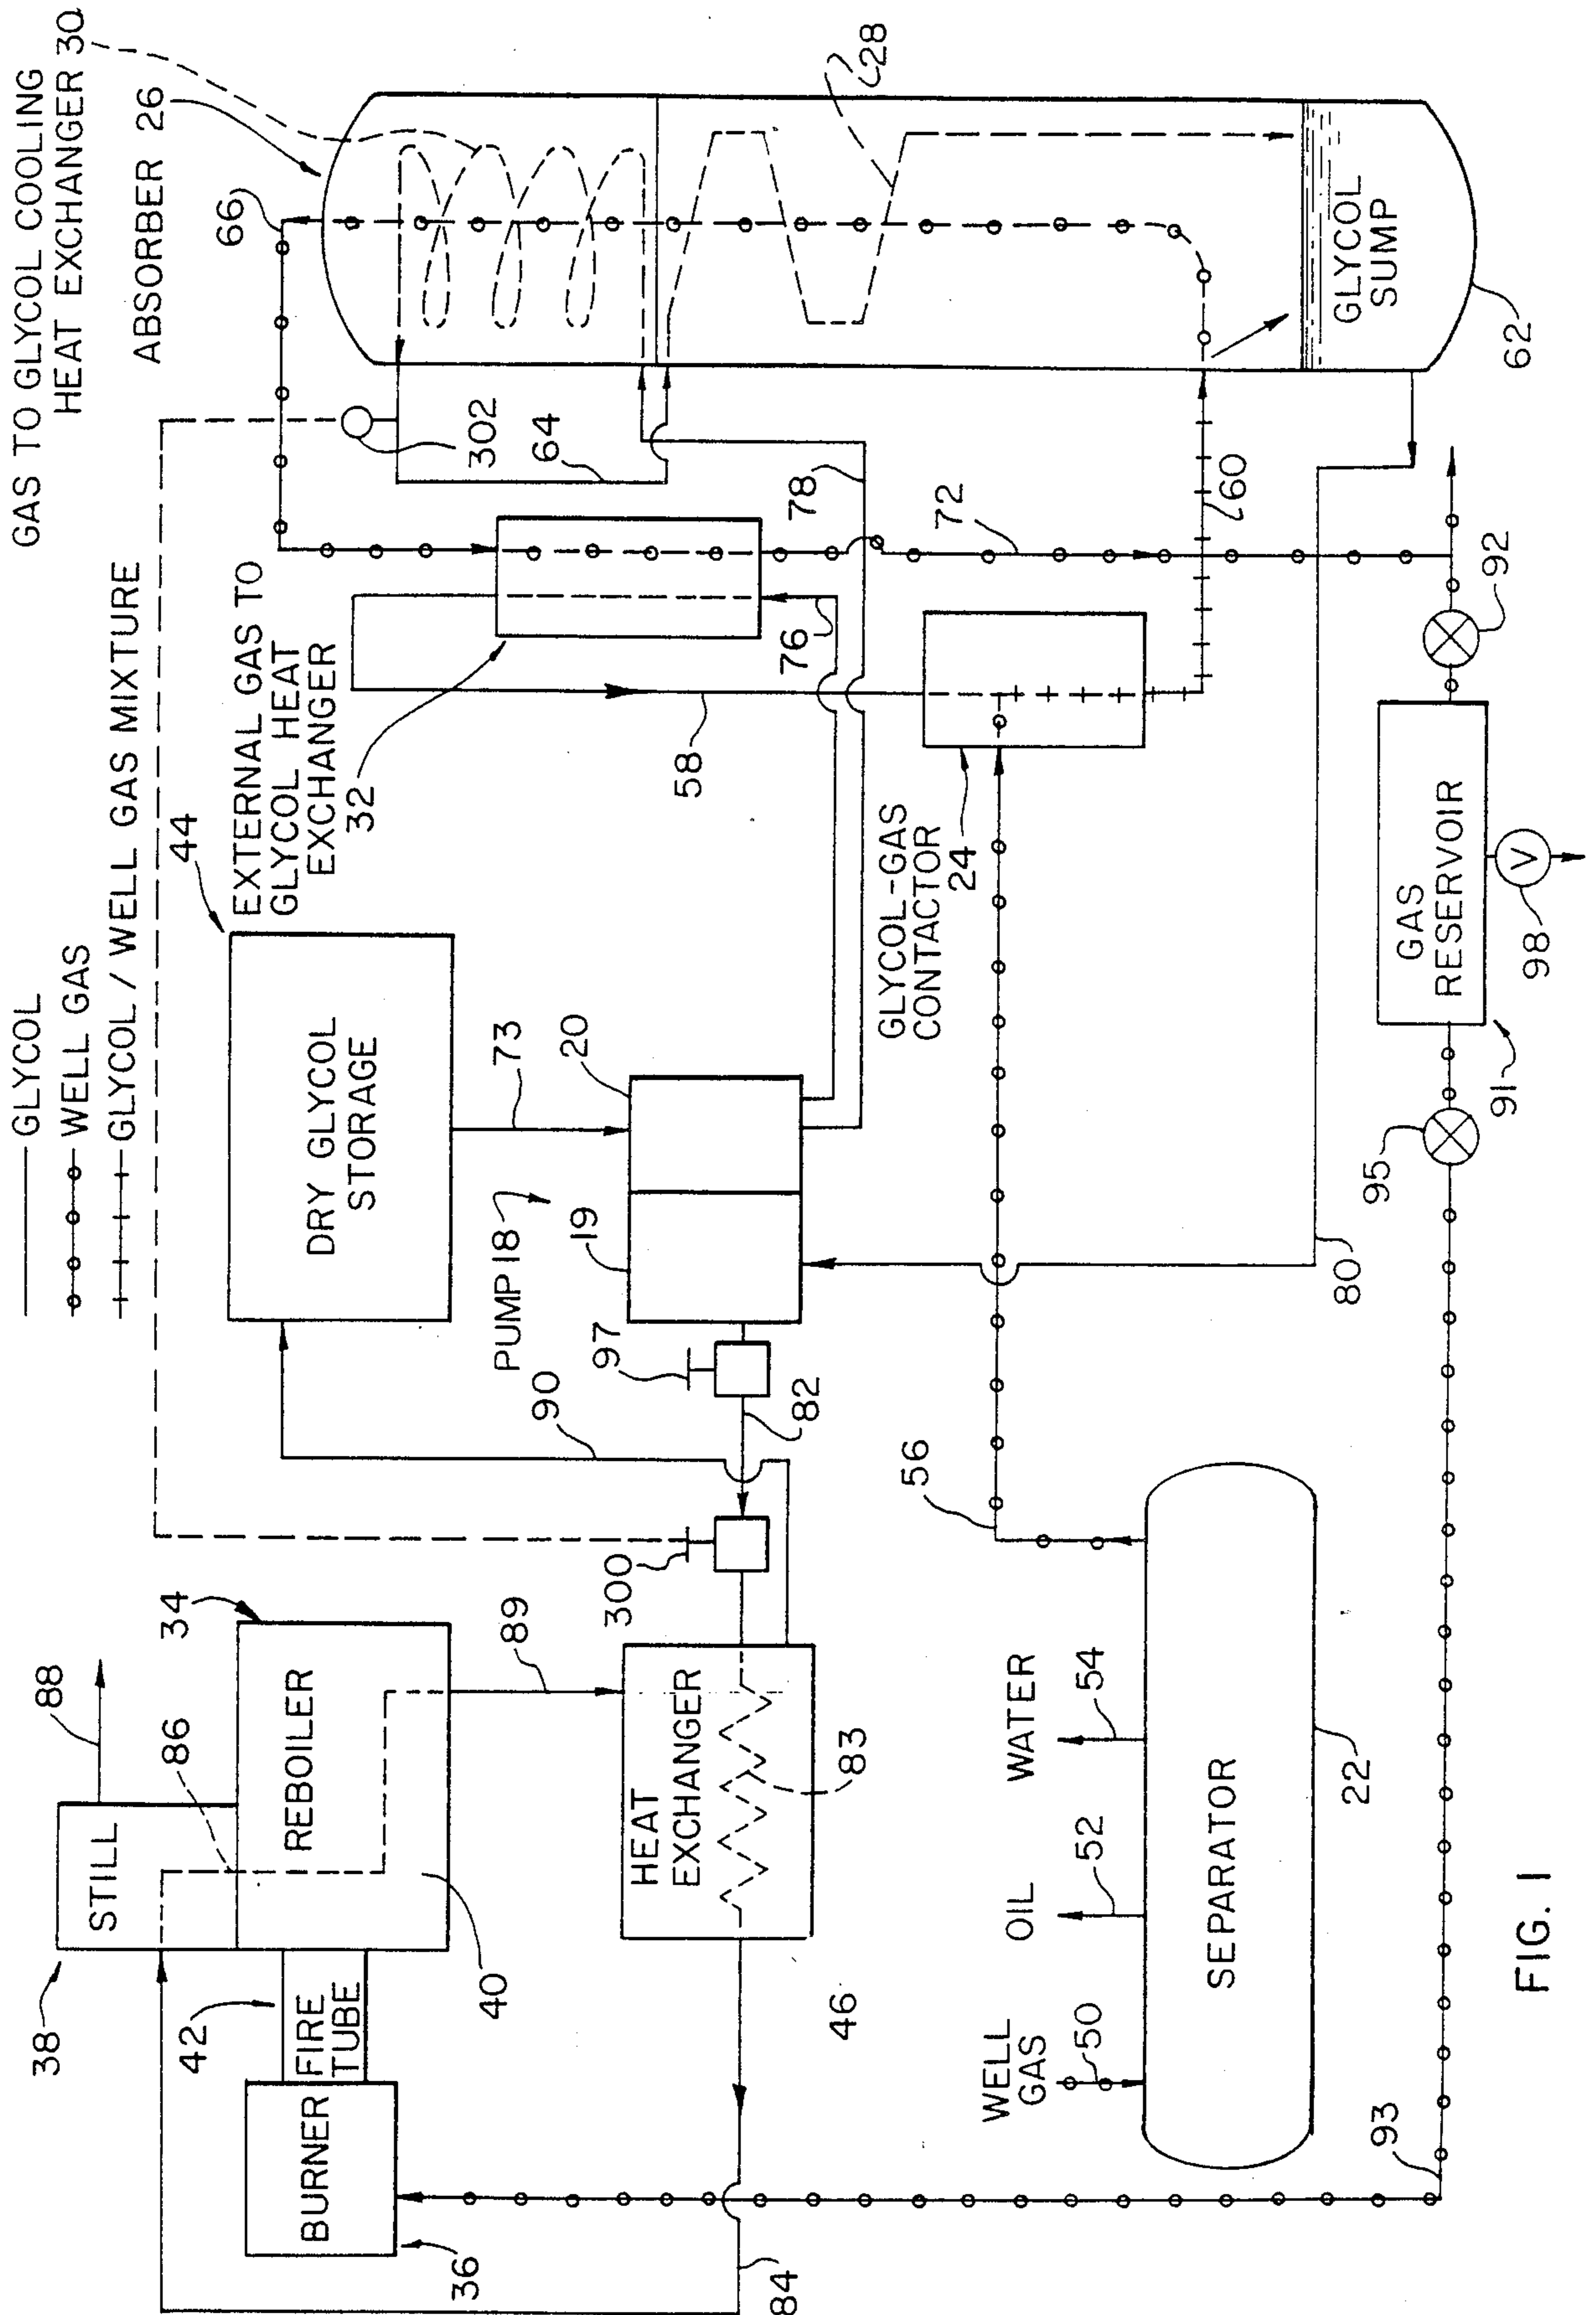 GAS TO GLYCOL COOLING
HEAT EXCHANGER 30
ABSORBER 26
66
302
64
28
GLYCOL
SUMP
62
GLYCOL
WELL GAS
GLYCOL / WELL GAS MIXTURE
44
EXTERNAL GAS TO
GLYCOL HEAT
EXCHANGER
32
76
78
72
760
58
DRY GLYCOL
STORAGE
73
20
PUMP 18
19
97
82
90
GLYCOL-GAS
CONTACTOR
24
92
GAS
RESERVOIR
V
98
91
95
80
88
34
86
STILL
REBOILER
38
42
FIRE
TUBE
40
BURNER
36
89
300
HEAT
EXCHANGER
83
46
84
56
WATER
54
OIL
52
WELL
GAS
50
SEPARATOR
22
93
FIG. 1